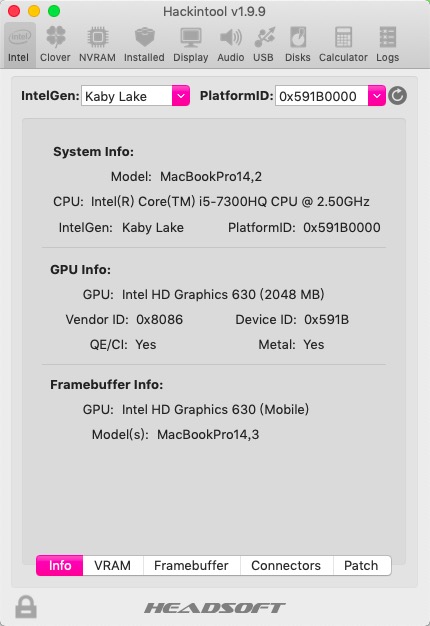 Hackintool v1.9.9
intel
Intel Clover NVRAM Installed Display Audio USB Disks Calculator Logs
IntelGen: Kaby Lake PlatformID: 0x591B0000
System Info:
Model: MacBookPro14,2
CPU: Intel(R) Core(TM) i5-7300HQ CPU @ 2.50GHz
IntelGen: Kaby Lake PlatformID: 0x591B0000
GPU Info:
GPU: Intel HD Graphics 630 (2048 MB)
Vendor ID: 0x8086 Device ID: 0x591B
QE/CI: Yes Metal: Yes
Framebuffer Info:
GPU: Intel HD Graphics 630 (Mobile)
Model(s): MacBookPro14,3
Info VRAM Framebuffer Connectors Patch
HEADSOFT